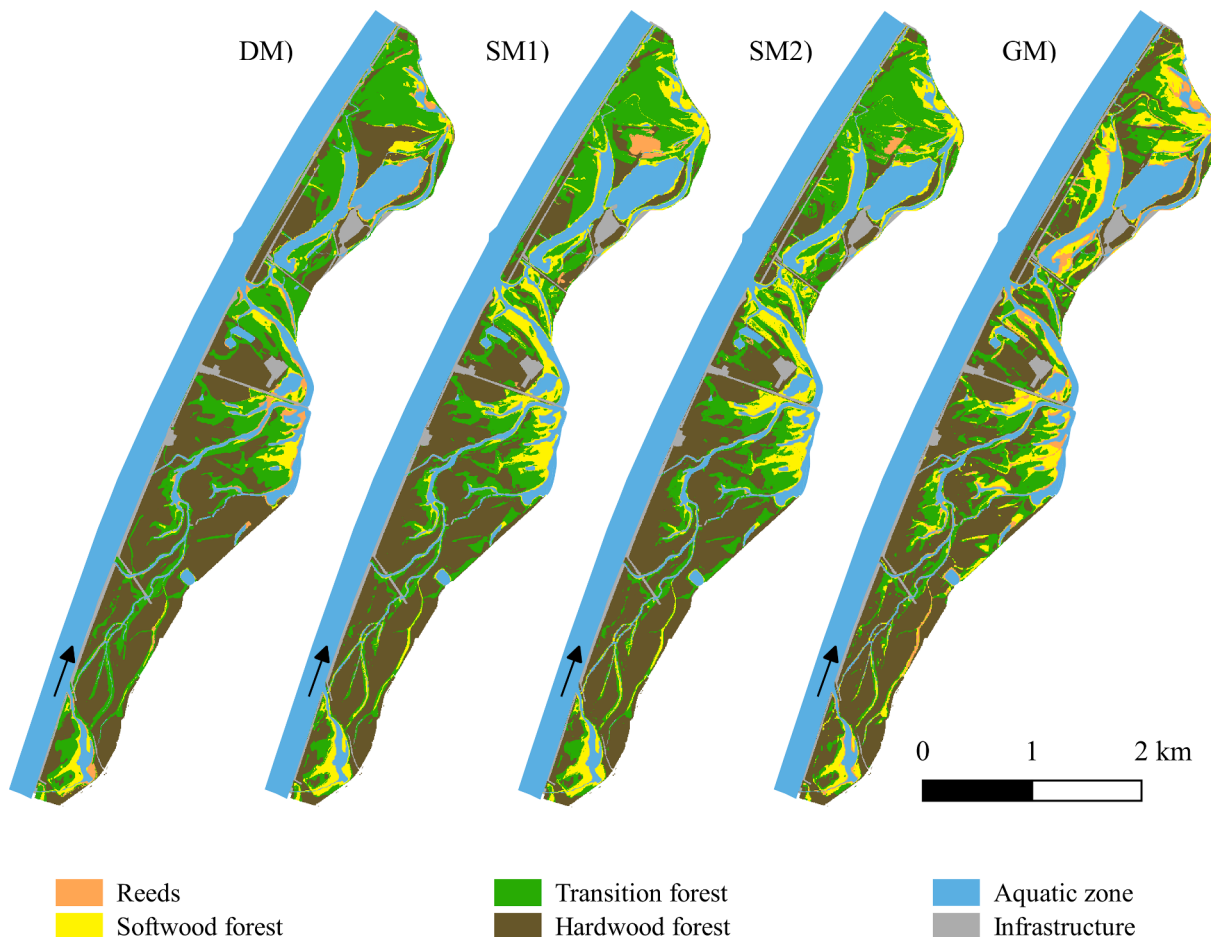 DM) SM1) SM2) GM)
0 1 2 km
Reeds Transition forest Aquatic zone
Softwood forest Hardwood forest Infrastructure